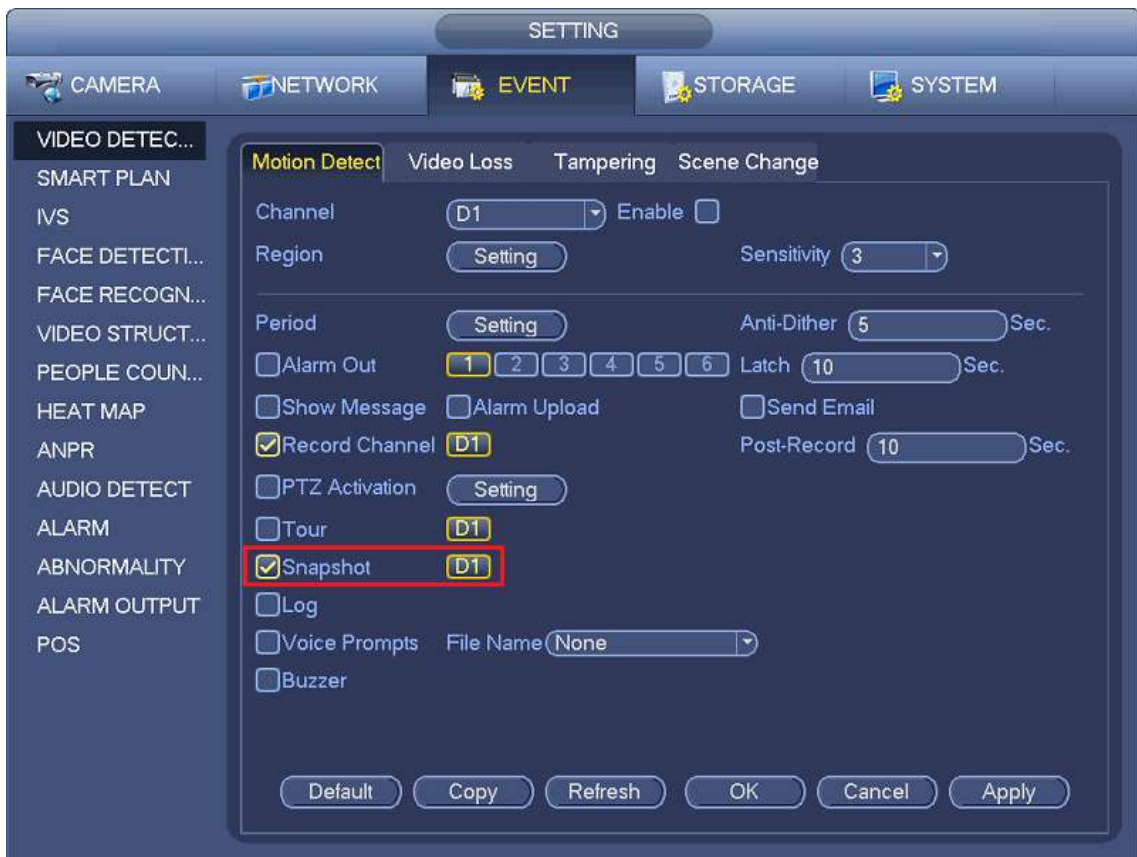 SETTING
CAMERA NETWORK EVENT STORAGE SYSTEM
VIDEO DETEC...
SMART PLAN
IVS
FACE DETECTI...
FACE RECOGN...
VIDEO STRUCT...
PEOPLE COUN...
HEAT MAP
ANPR
AUDIO DETECT
ALARM
ABNORMALITY
ALARM OUTPUT
POS
Motion Detect Video Loss Tampering Scene Change
Channel D1 Enable
Region Setting Sensitivity 3
Period Setting Anti-Dither 5 Sec.
Alarm Out 1 2 3 4 5 6 Latch 10 Sec.
Show Message Alarm Upload Send Email
Record Channel D1 Post-Record 10 Sec.
PTZ Activation Setting
Tour D1
Snapshot D1
Log
Voice Prompts File Name None
Buzzer
Default Copy Refresh OK Cancel Apply